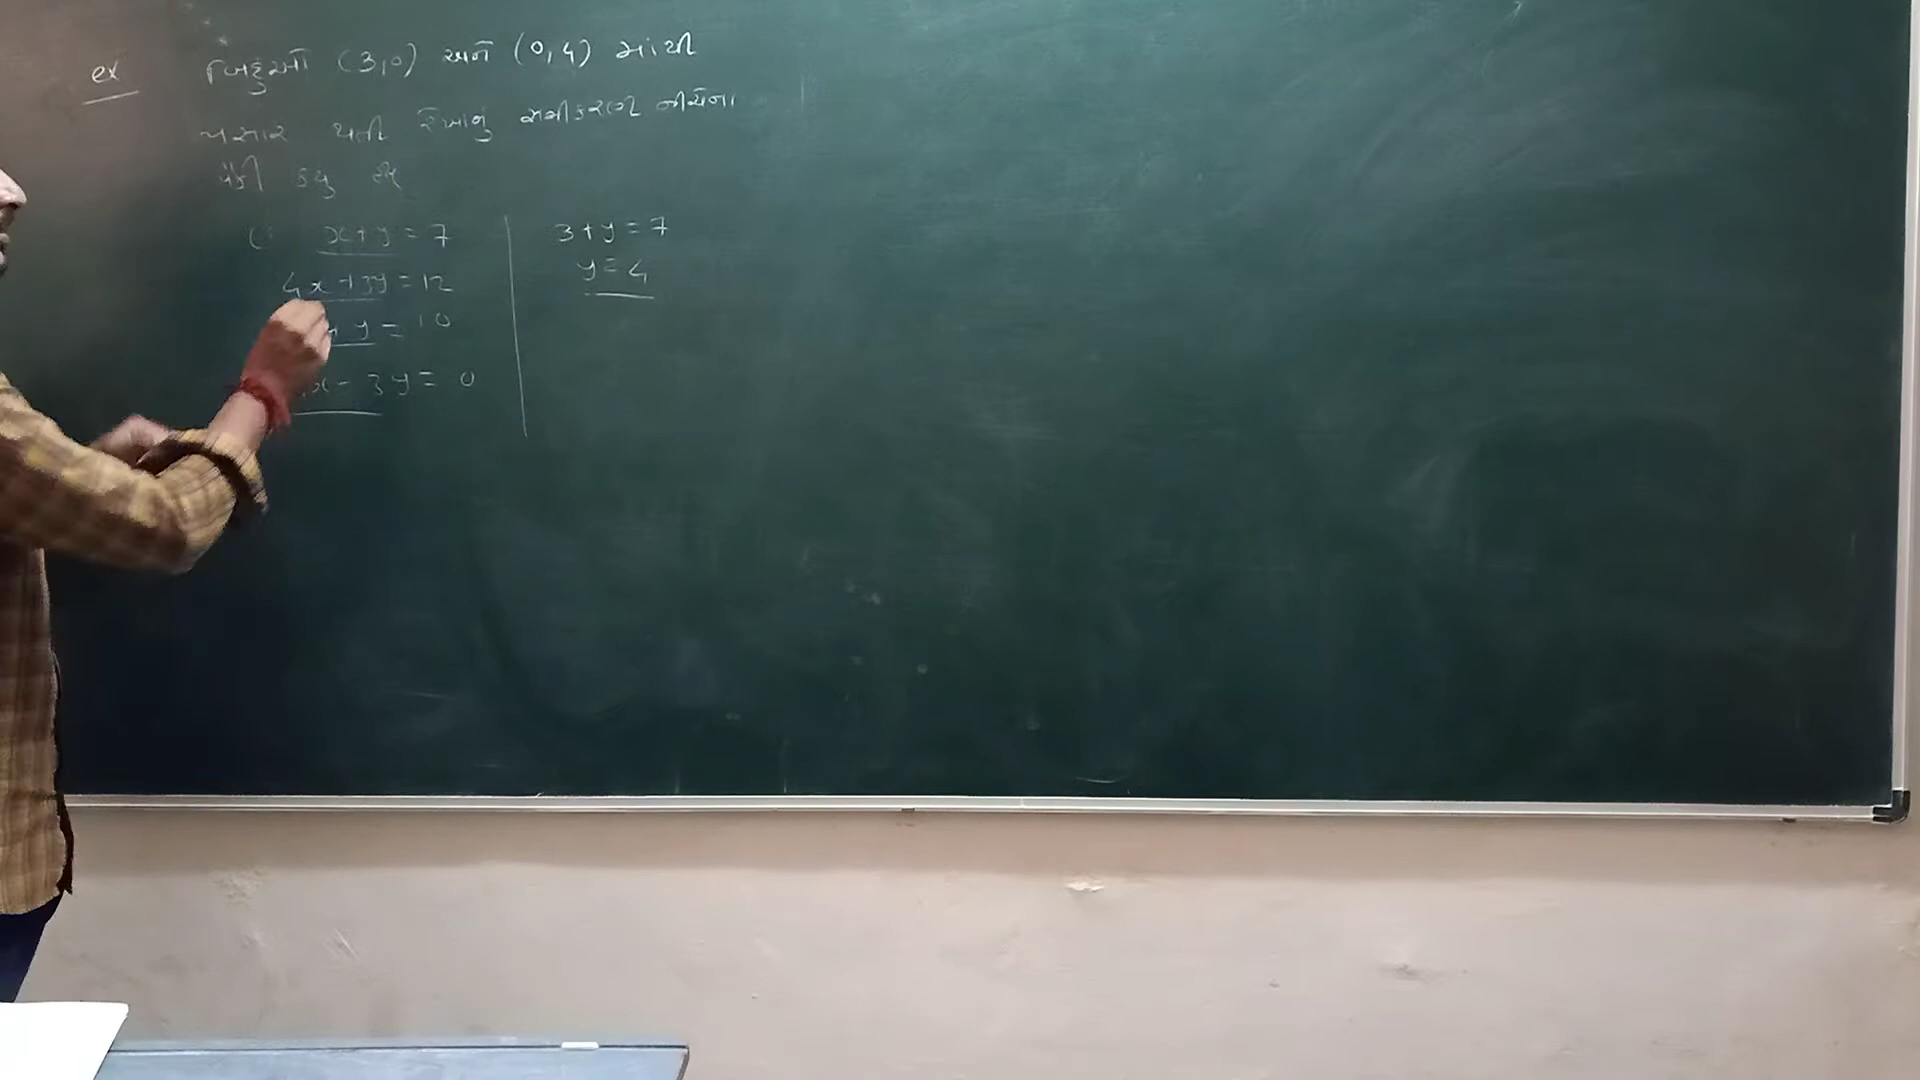 ex બિંદુઓ (3,0) અને (0,4) માંથી
પસાર થતી રેખાનું સમીકરણ નીચેના
પૈકી કયુ
x+y = 7
4x+3y = 12
y = 10
x - 3y = 0
3+y = 7
y = 4